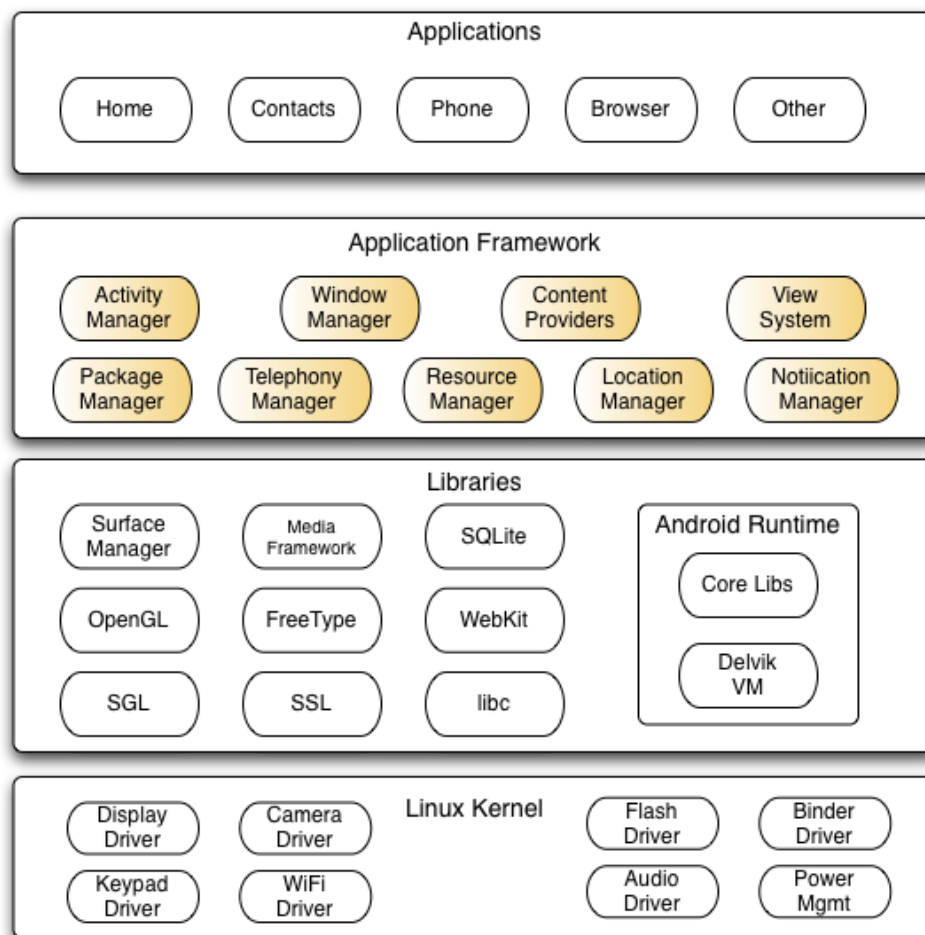 Applications
Home
Contacts
Phone
Browser
Other
Application Framework
Activity
Manager
Window
Manager
Content
Providers
View
System
Package
Manager
Telephony
Manager
Resource
Manager
Location
Manager
Notiication
Manager
Libraries
Surface
Manager
Media
Framework
SQLite
OpenGL
FreeType
WebKit
SGL
SSL
libc
Android Runtime
Core Libs
Delvik
VM
Linux Kernel
Display
Driver
Camera
Driver
Flash
Driver
Binder
Driver
Keypad
Driver
WiFi
Driver
Audio
Driver
Power
Mgmt